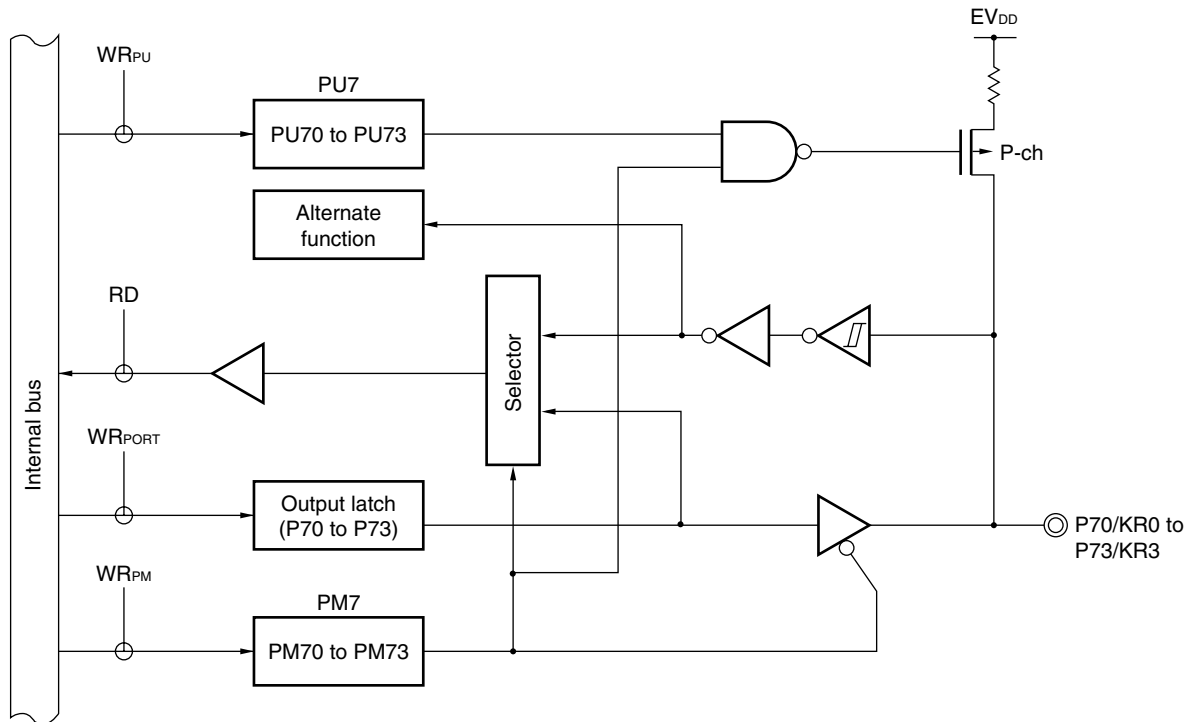 EVDD
WRPU
PU7
PU70 to PU73
P-ch
Alternate
function
RD
Selector
Internal bus
WRPORT
Output latch
(P70 to P73)
P70/KR0 to
P73/KR3
WRPM
PM7
PM70 to PM73